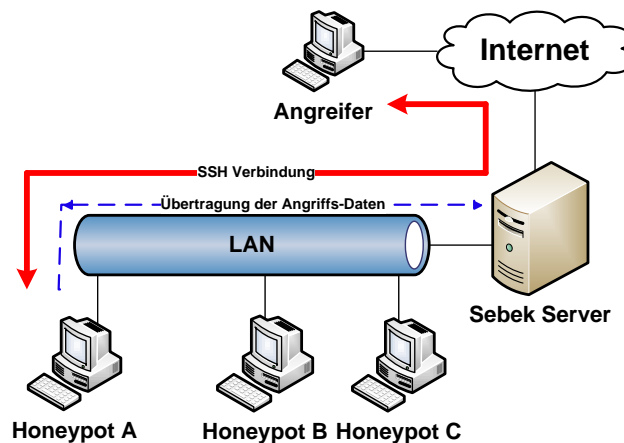 Internet
Angreifer
SSH Verbindung
Übertragung der Angriffs-Daten
LAN
Sebek Server
Honeypot A
Honeypot B
Honeypot C